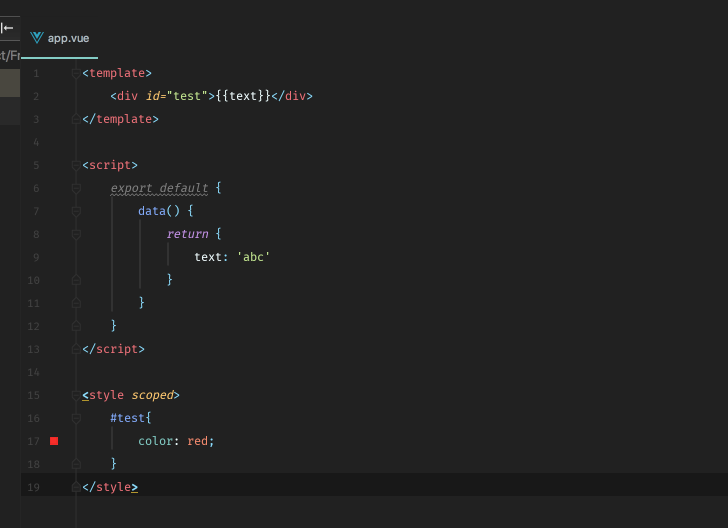 ct/Fr
app.vue
1 <template>
2 <div id="test">{{text}}</div>
3 </template>
4
5 <script>
6 export default {
7 data() {
8 return {
9 text: 'abc'
10 }
11 }
12 }
13 </script>
14
15 <style scoped>
16 #test{
17 color: red;
18 }
19 </style>